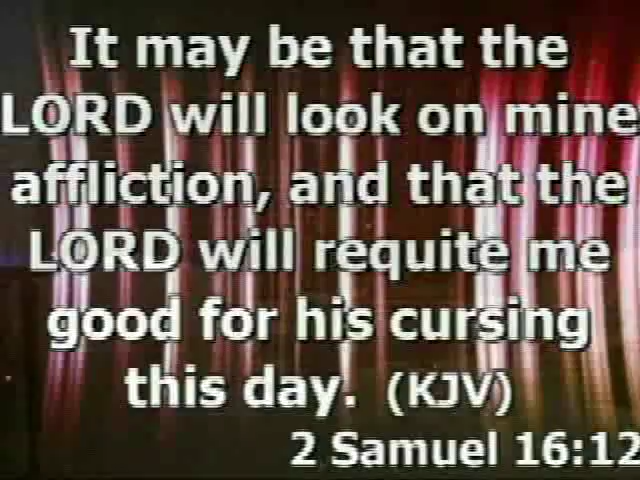 It may be that the
LORD will look on mine
affliction, and that the
LORD will requite me
good for his cursing
this day. (KJV)
2 Samuel 16:12